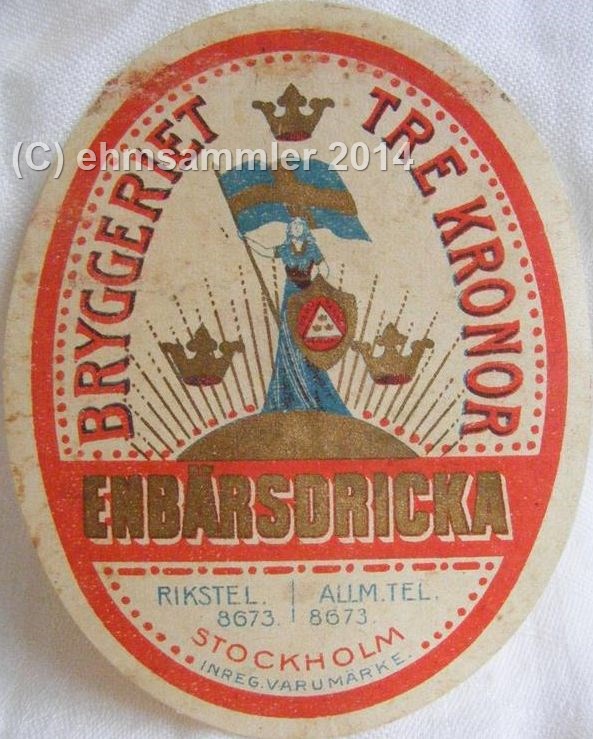 (C) ehmsammler 2014
BRYGGERIET TRE KRONOR
ENBÄRSDRICKA
RIKSTEL. | ALLM.TEL.
8673. | 8673.
STOCKHOLM
INREG.VARUMÄRKE.